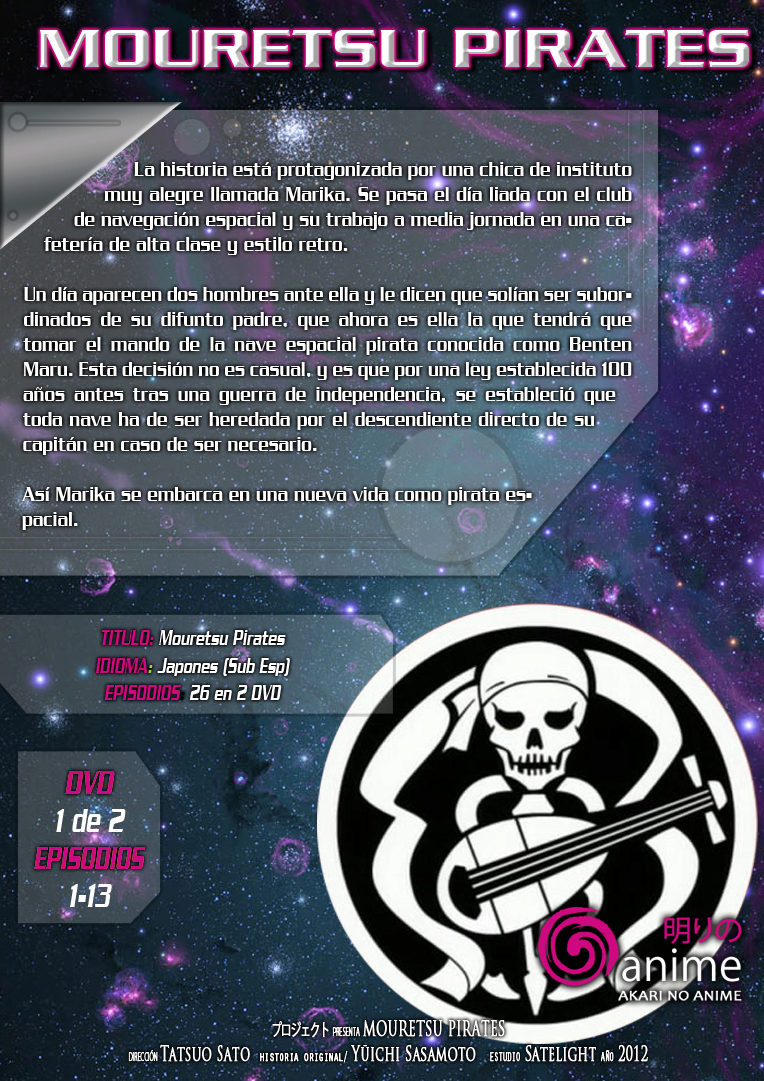 MOURETSU PIRATES
La historia está protagonizada por una chica de instituto
muy alegre llamada Marika. Se pasa el día liada con el club
de navegación espacial y su trabajo a media jornada en una ca-
fetería de alta clase y estilo retro.
Un día aparecen dos hombres ante ella y le dicen que solían ser subor-
dinados de su difunto padre, que ahora es ella la que tendrá que
tomar el mando de la nave espacial pirata conocida como Benten
Maru. Esta decisión no es casual, y es que por una ley establecida 100
años antes tras una guerra de independencia, se estableció que
toda nave ha de ser heredada por el descendiente directo de su
capitán en caso de ser necesario.
Así Marika se embarca en una nueva vida como pirata es-
pacial.
TITULO: Mouretsu Pirates
IDIOMA: Japones (Sub Esp)
EPISODIOS: 26 en 2 DVD
DVD
1 de 2
EPISODIOS
1-13
明りの
anime
AKARI NO ANIME
プロジェクト PRESENTA MOURETSU PIRATES
DIRECCIÓN TATSUO SATO HISTORIA ORIGINAL/ YŪICHI SASAMOTO ESTUDIO SATELIGHT AÑO 2012